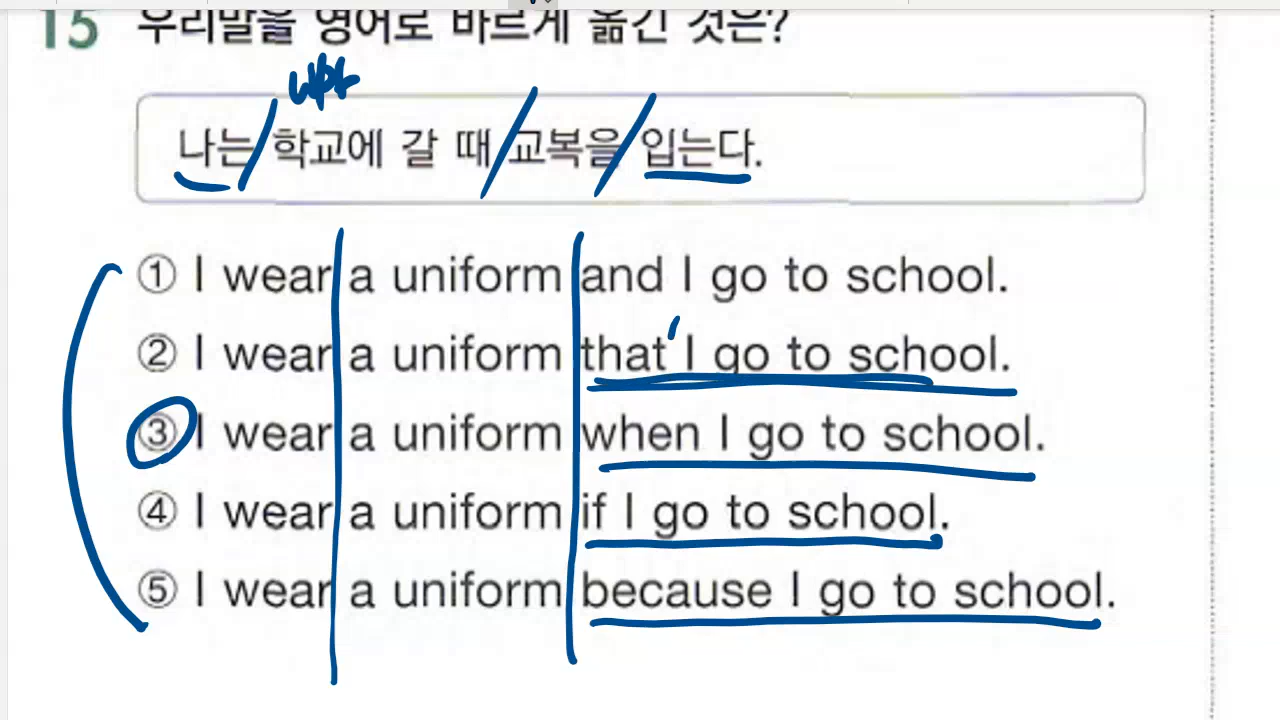 15 우리말을 영어로 바르게 옮긴 것은?
나는 학교에 갈 때 교복을 입는다.
① I wear a uniform and I go to school.
② I wear a uniform that I go to school.
③ I wear a uniform when I go to school.
④ I wear a uniform if I go to school.
⑤ I wear a uniform because I go to school.